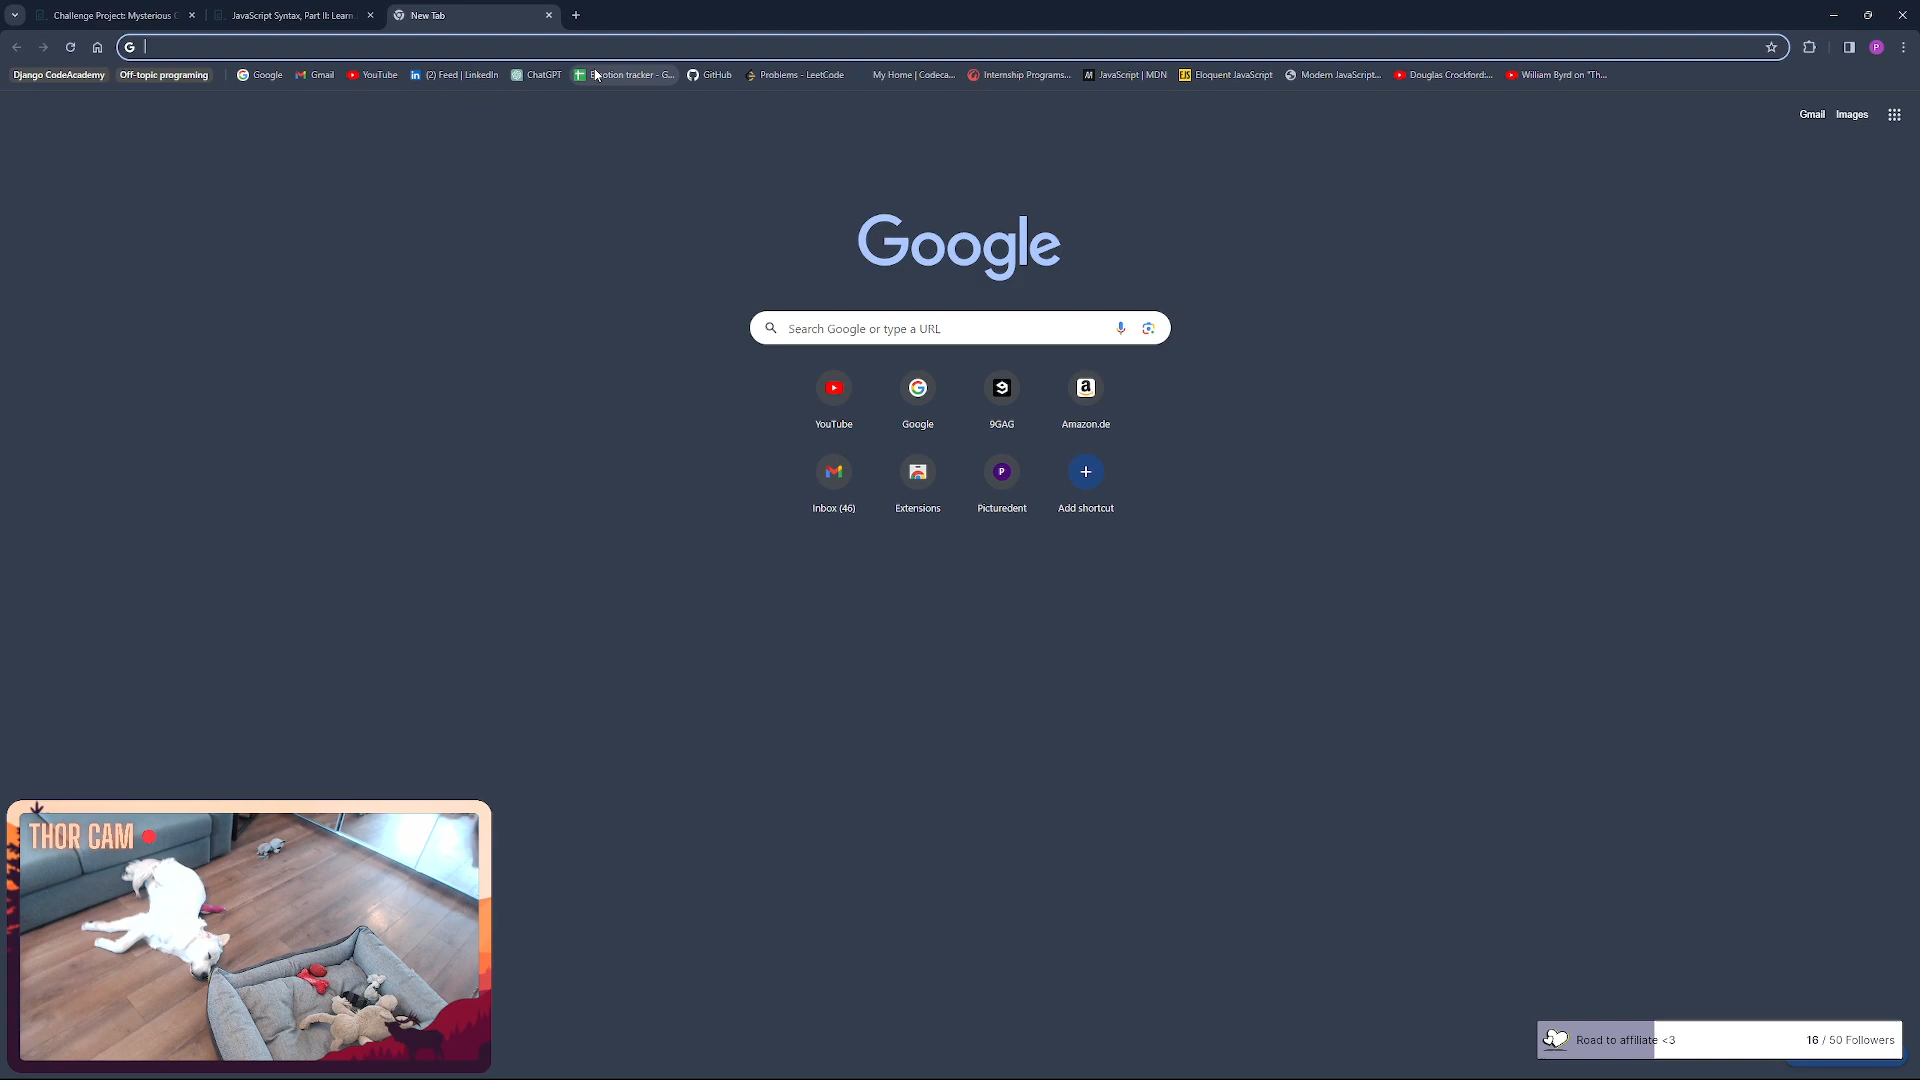 Challenge Project: Mysterious
JavaScript Syntax, Part II: Learn
New Tab
Django CodeAcademy
Off-topic programing
Google
Gmail
YouTube
(2) Feed | LinkedIn
ChatGPT
otion tracker - G...
GitHub
Problems - LeetCode
My Home | Codeca...
Internship Programs...
JavaScript | MDN
Eloquent JavaScript
Modern JavaScript...
Douglas Crockford:...
William Byrd on "Th...
Gmail
Images
Google
Search Google or type a URL
YouTube
Google
9GAG
Amazon.de
Inbox (46)
Extensions
Picturedent
Add shortcut
THOR CAM
Road to affiliate <3
16 / 50 Followers